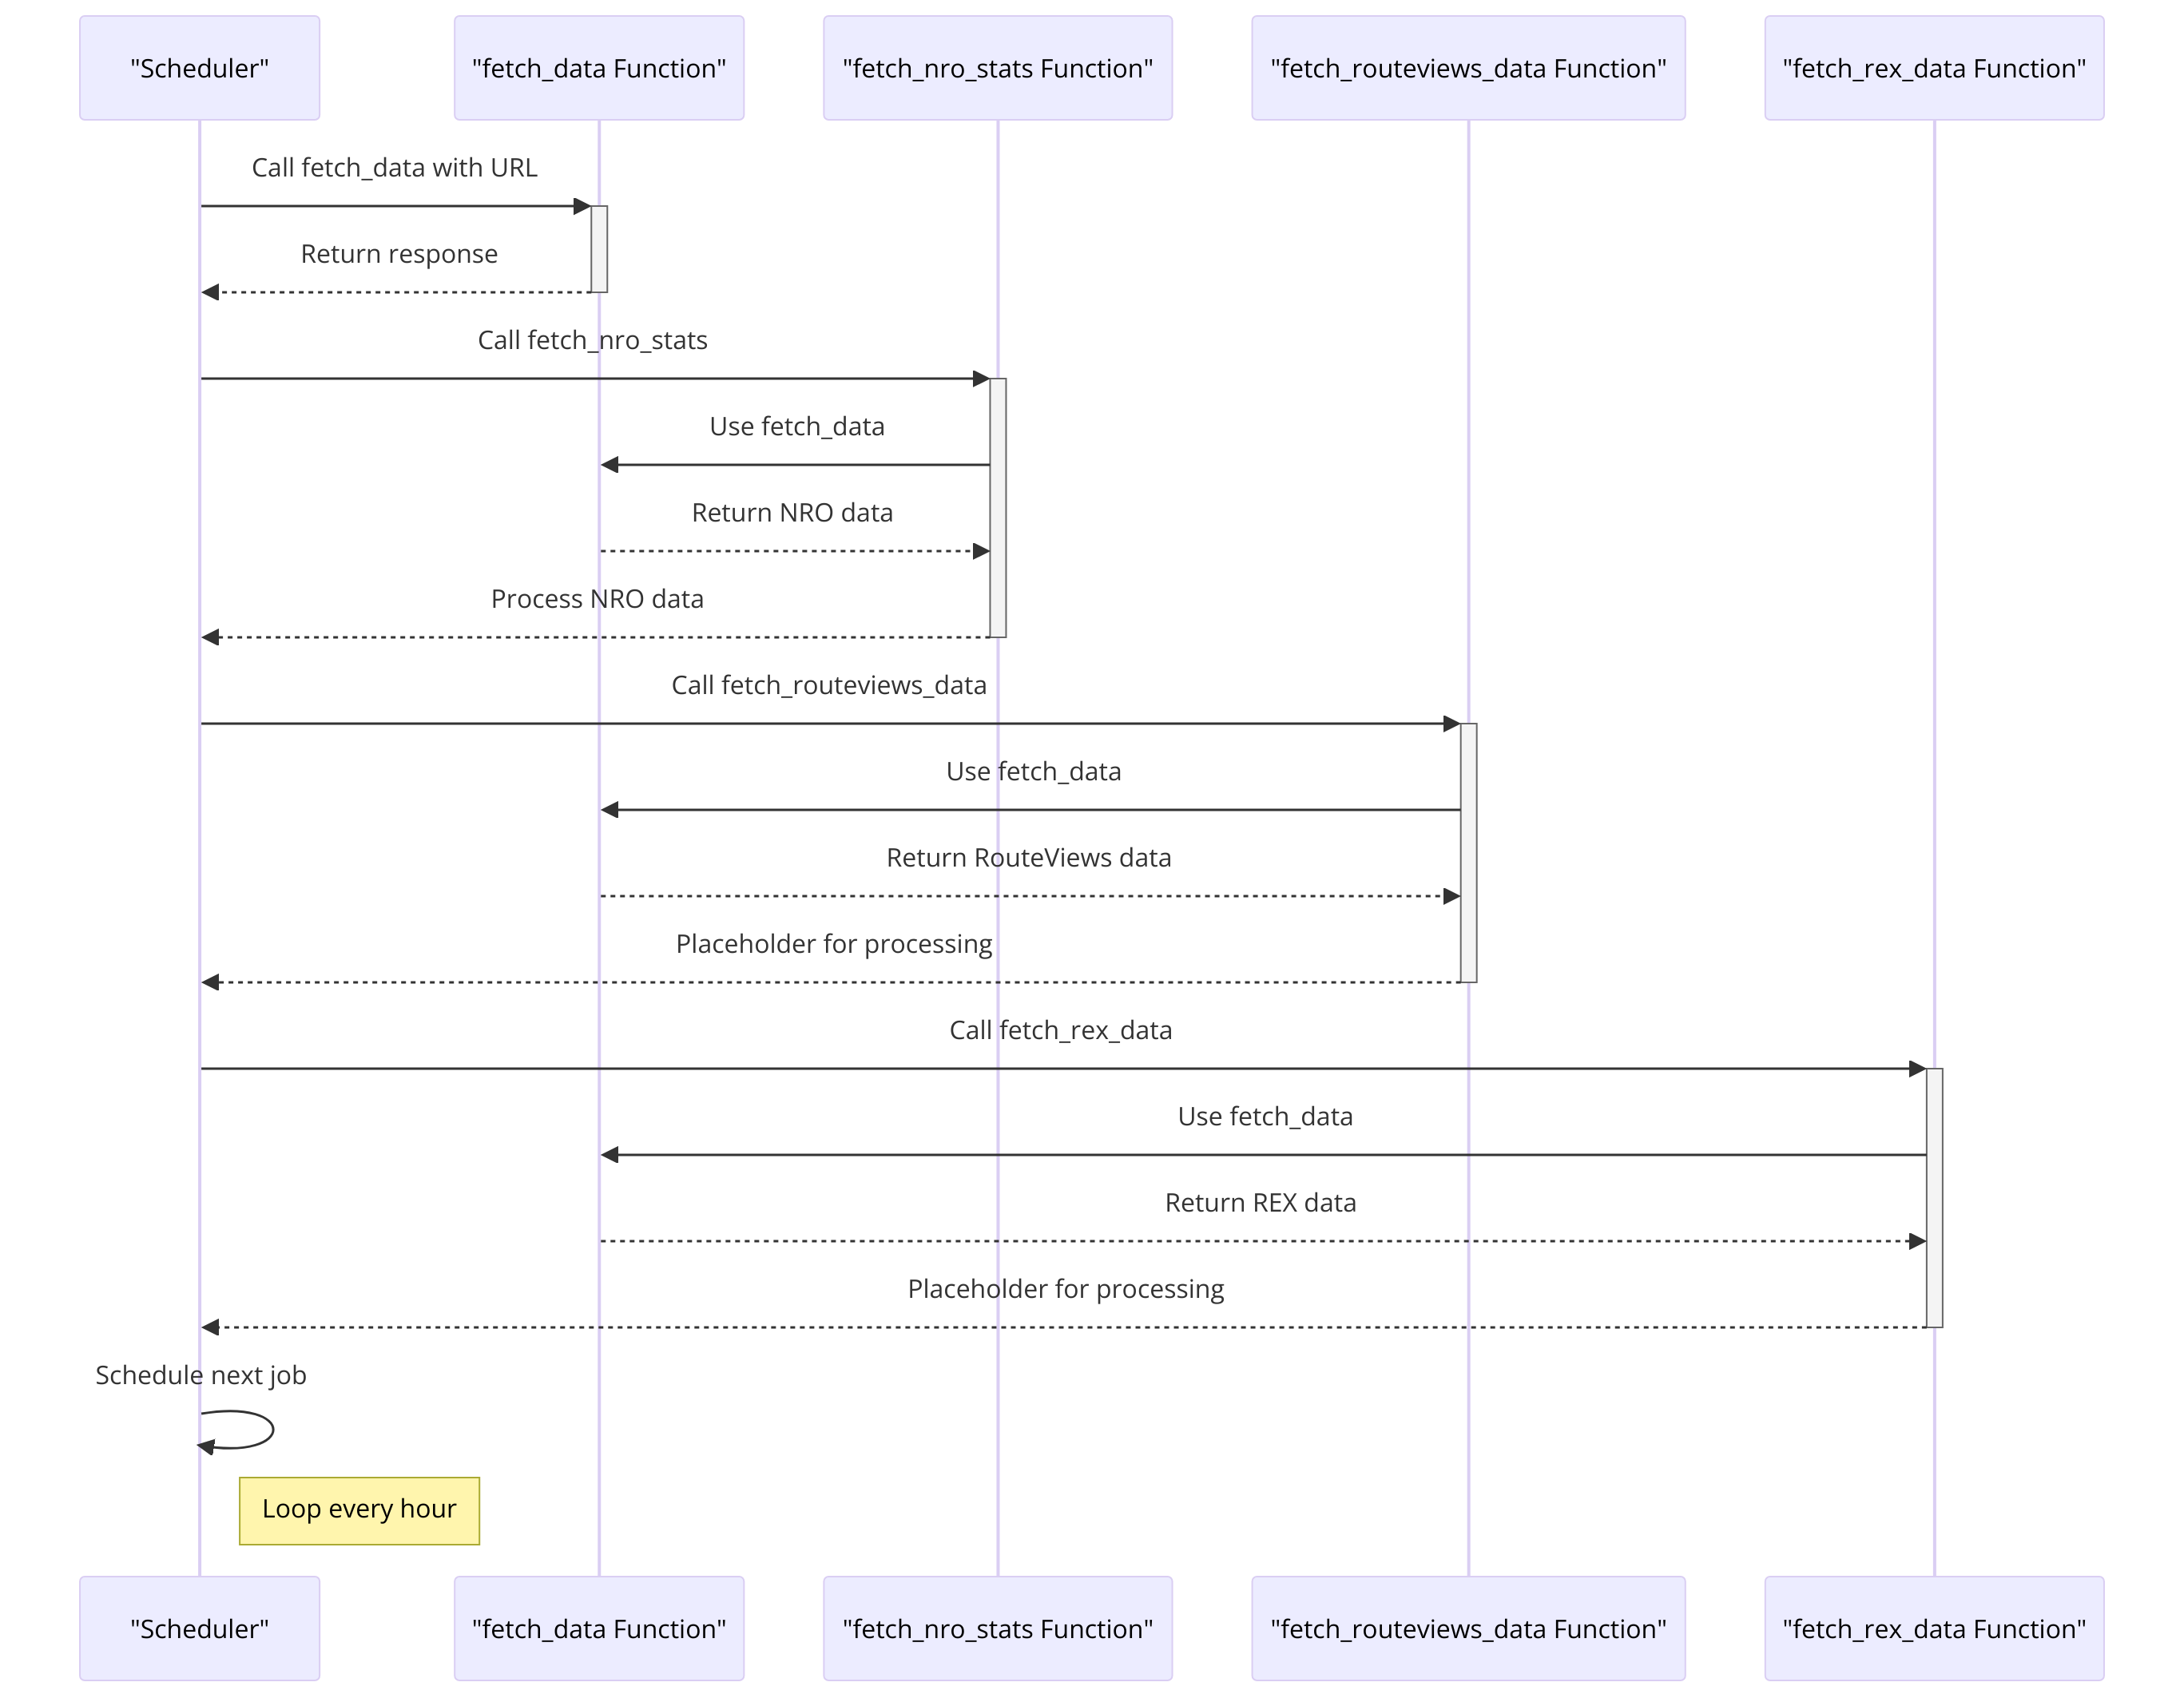 "Scheduler"
"fetch_data Function"
"fetch_nro_stats Function"
"fetch_routeviews_data Function"
"fetch_rex_data Function"
Call fetch_data with URL
Return response
Call fetch_nro_stats
Use fetch_data
Return NRO data
Process NRO data
Call fetch_routeviews_data
Use fetch_data
Return RouteViews data
Placeholder for processing
Call fetch_rex_data
Use fetch_data
Return REX data
Placeholder for processing
Schedule next job
Loop every hour
"Scheduler"
"fetch_data Function"
"fetch_nro_stats Function"
"fetch_routeviews_data Function"
"fetch_rex_data Function"